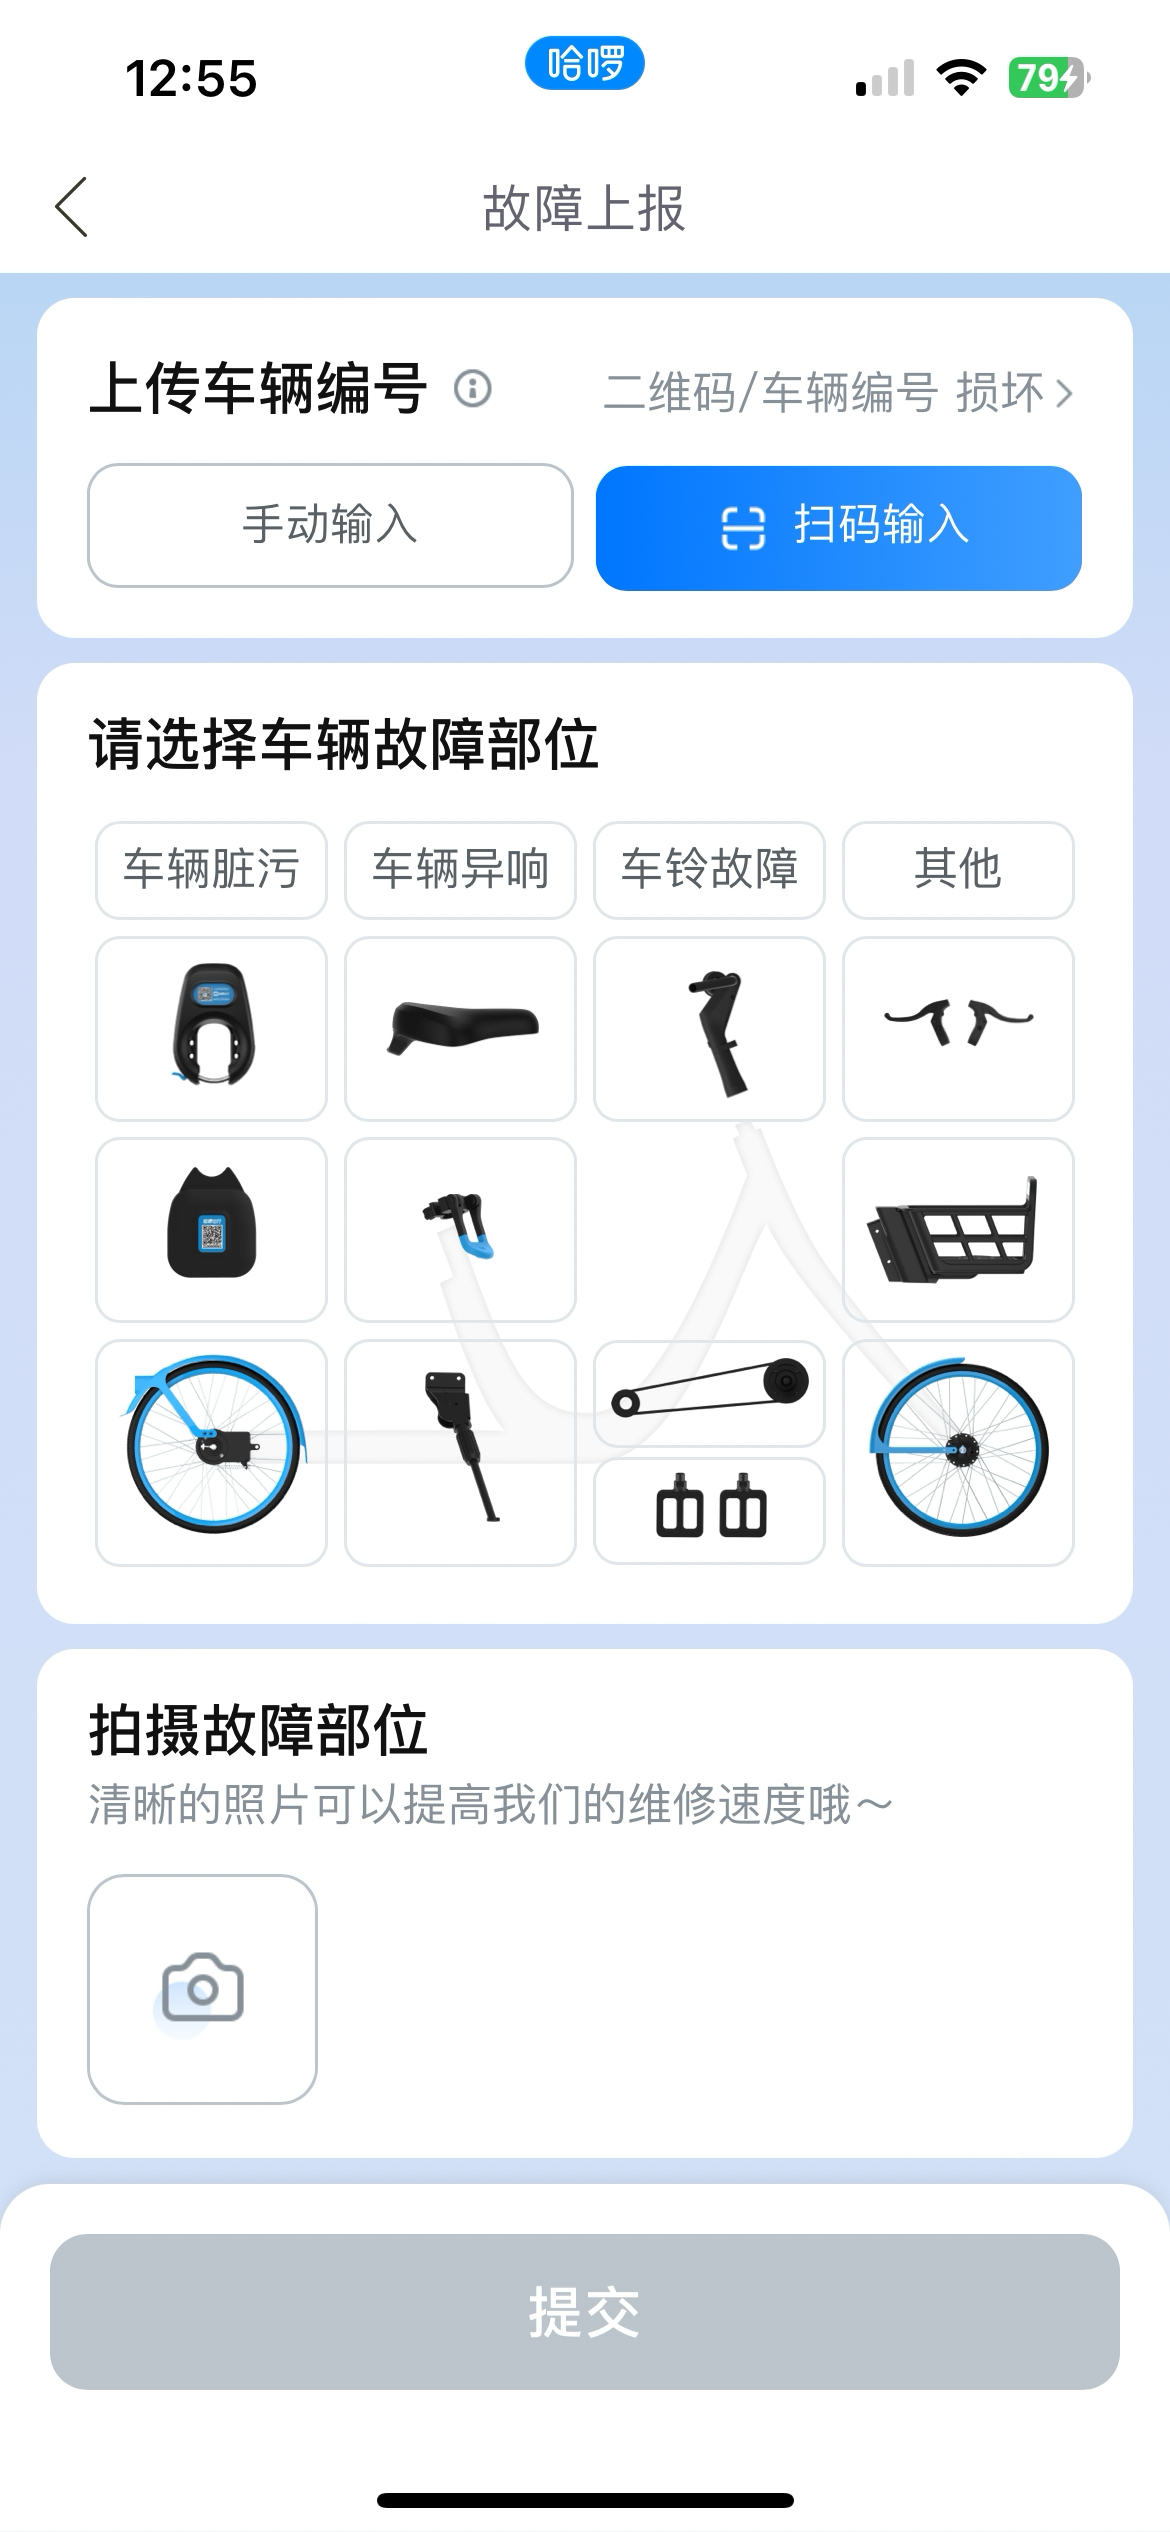 12:55
哈啰
79
故障上报
上传车辆编号
二维码/车辆编号 损坏
手动输入
扫码输入
请选择车辆故障部位
车辆脏污
车辆异响
车铃故障
其他
拍摄故障部位
清晰的照片可以提高我们的维修速度哦～
提交